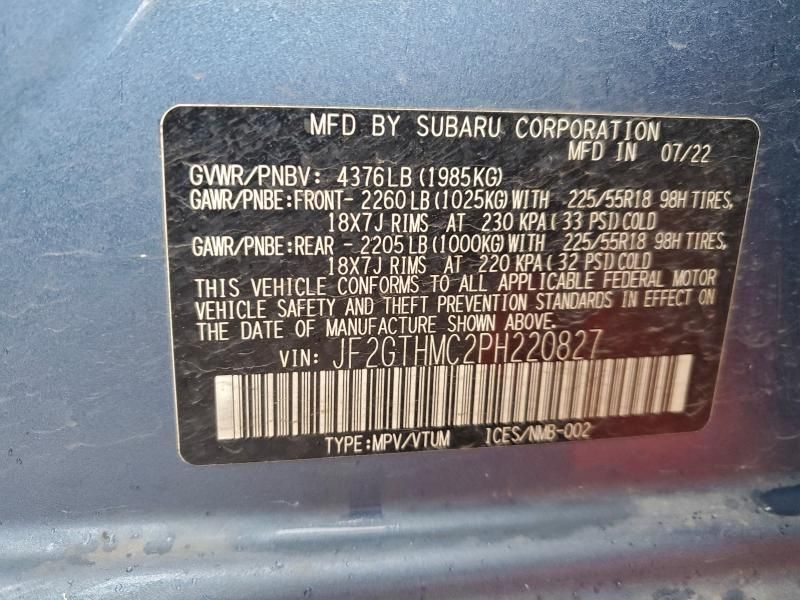 MFD BY SUBARU CORPORATION
MFD IN 07/22
GVWR/PNBV: 4376LB (1985KG)
GAWR/PNBE:FRONT- 2260LB (1025KG) WITH 225/55R18 98H TIRES,
18X7J RIMS AT 230 KPA (33 PSI) COLD
GAWR/PNBE:REAR - 2205LB (1000KG) WITH 225/55R18 98H TIRES,
18X7J RIMS AT 220 KPA (32 PSI) COLD
THIS VEHICLE CONFORMS TO ALL APPLICABLE FEDERAL MOTOR
VEHICLE SAFETY AND THEFT PREVENTION STANDARDS IN EFFECT ON
THE DATE OF MANUFACTURE SHOWN ABOVE.
VIN: JF2GTHMC2PH220827
TYPE:MPV/VTUM ICES/NMB-002